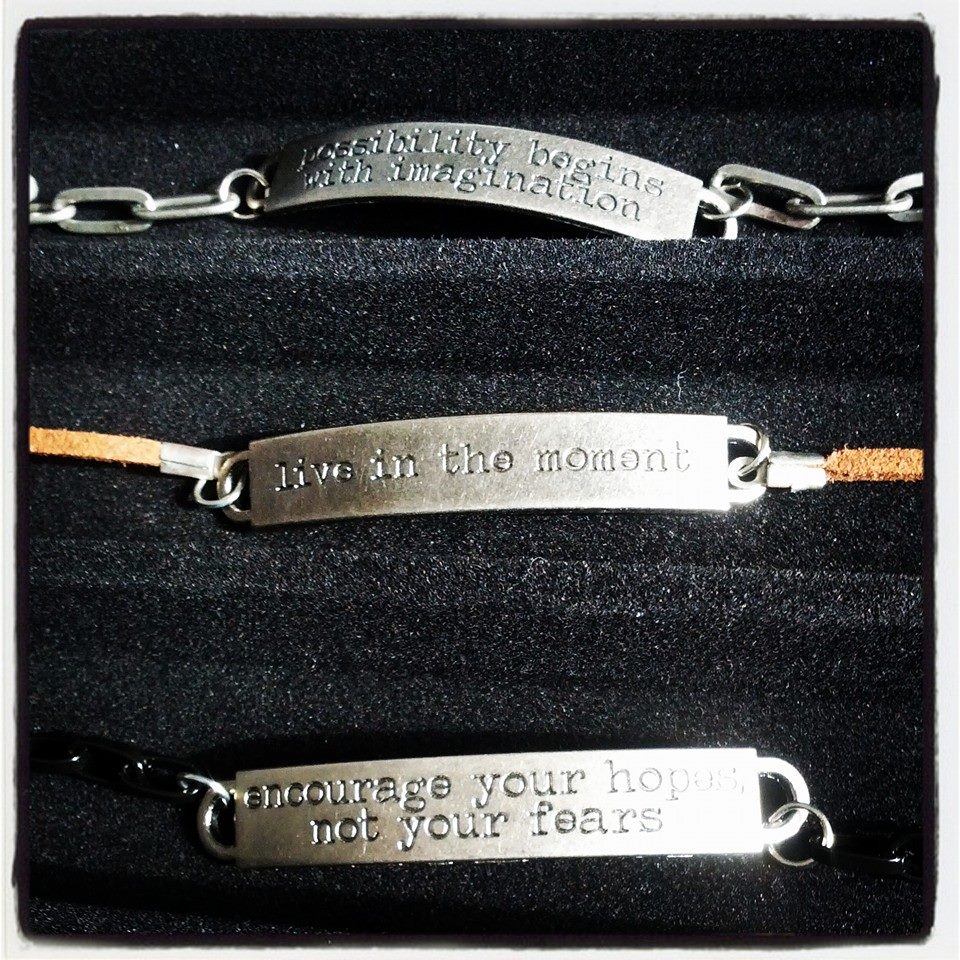 possibility begins
with imagination
live in the moment
encourage your hopes,
not your fears